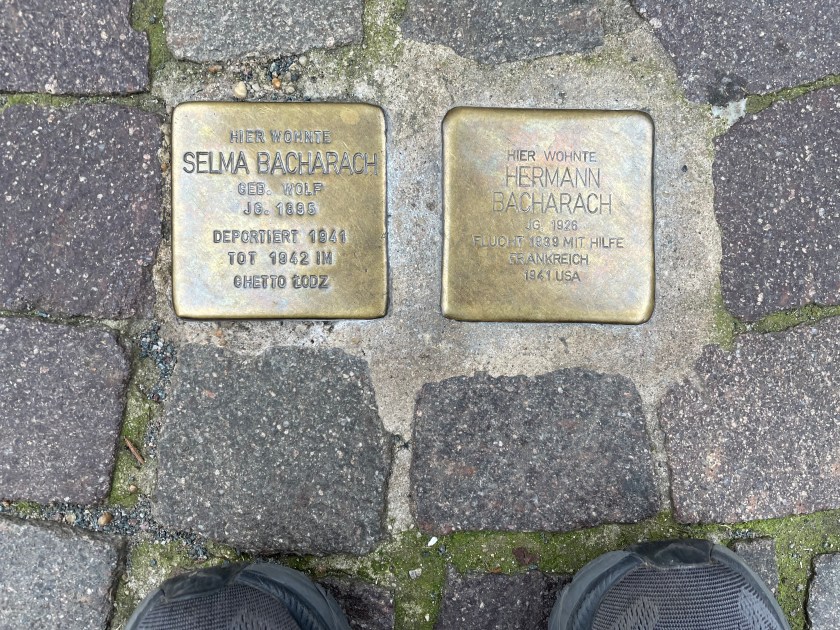 HIER WOHNTE
SELMA BACHARACH
GEB. WOLF
JG. 1895
DEPORTIERT 1941
TOT 1942 IM
GHETTO ŁODZ
HIER WOHNTE
HERMANN
BACHARACH
JG. 1926
FLUCHT 1939 MIT HILFE
FRANKREICH
1941 USA